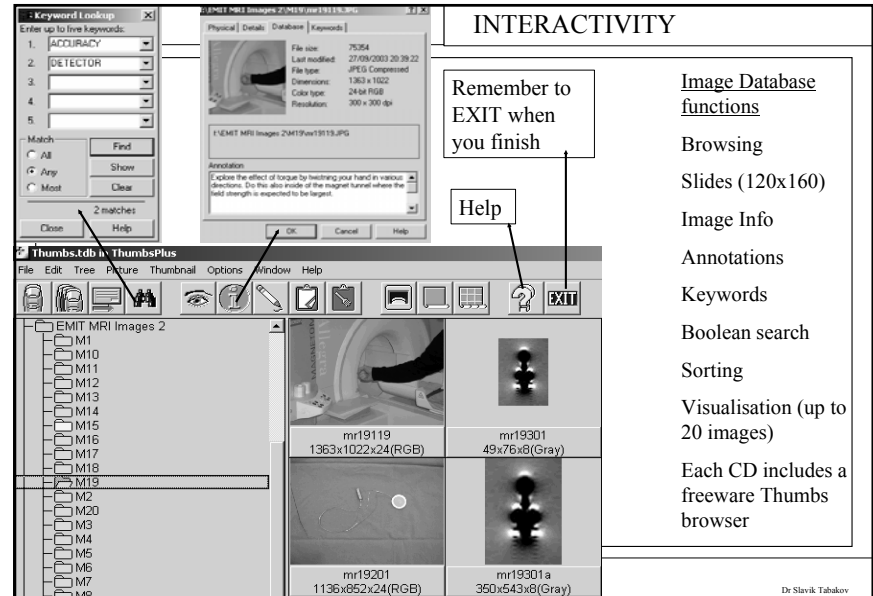 INTERACTIVITY
Keyword Lookup
Enter up to five keywords:
1. ACCURACY
2. DETECTOR
3.
4.
5.
Match
All
Any
Most
Find
Show
Clear
2 matches
Close
Help
Physical
Details
Database
Keywords
File size: 75354
Last modified: 27/09/2003 20:39:22
File type: JPEG Compressed
Dimensions: 1363 x 1022
Color type: 24-bit RGB
Resolution: 300 x 300 dpi
Annotation
Explore the effect of torque by twistning your hand in various
directions. Do this also inside of the magnet tunnel where the
field strength is expected to be largest.
OK
Cancel
Help
Remember to
EXIT when
you finish
Help
Thumbs.tdb in ThumbsPlus
File Edit Tree Picture Thumbnail Options Window Help
EXIT
EMIT MRI Images 2
M1
M10
M11
M12
M13
M14
M15
M16
M17
M18
M19
M2
M20
M3
M4
M5
M6
M7
M8
mr19119
1363x1022x24(RGB)
mr19301
49x76x8(Gray)
mr19201
1136x852x24(RGB)
mr19301a
350x543x8(Gray)
Image Database
functions
Browsing
Slides (120x160)
Image Info
Annotations
Keywords
Boolean search
Sorting
Visualisation (up to
20 images)
Each CD includes a
freeware Thumbs
browser
Dr Slavik Tabakov